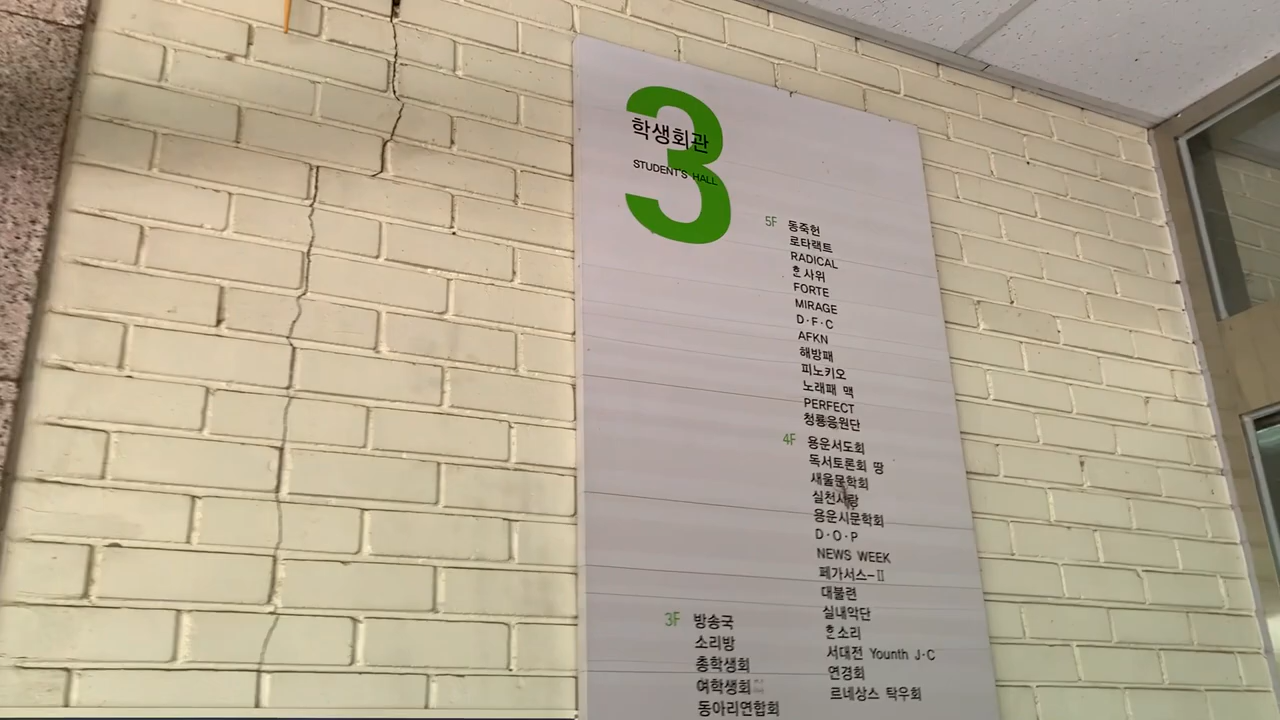 3
학생회관
STUDENT'S HALL
5F 동죽헌
로타랙트
RADICAL
ᄒᆞᆫ사위
FORTE
MIRAGE
D·F·C
AFKN
해방패
피노키오
노래패 맥
PERFECT
청룡응원단
4F 용운서도회
독서토론회 땅
새울문학회
실천사랑
용운시문학회
D·O·P
NEWS WEEK
페가서스-Ⅱ
대불련
실내악단
ᄒᆞᆫ소리
서대전 Younth J·C
연경회
르네상스 탁우회
3F 방송국
소리방
총학생회
여학생회
동아리연합회